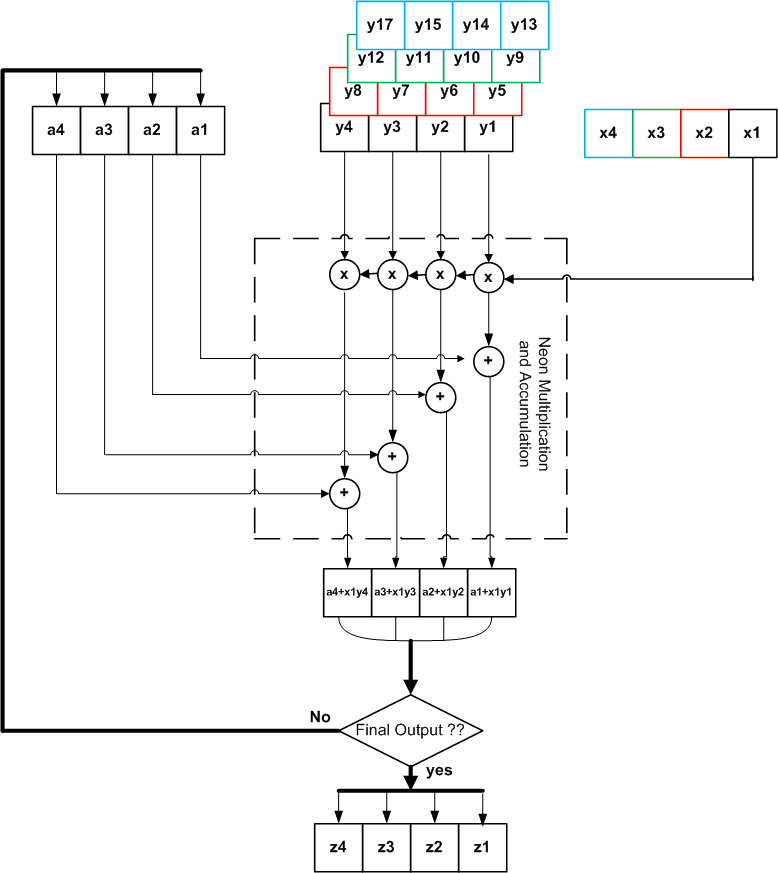 y17 y15 y14 y13
y12 y11 y10 y9
y8 y7 y6 y5
a4 a3 a2 a1
y4 y3 y2 y1
x4 x3 x2 x1
x x x x
+
+
+
+
Neon Multiplication
and Accumulation
a4+x1y4 a3+x1y3 a2+x1y2 a1+x1y1
No
Final Output ??
yes
z4 z3 z2 z1